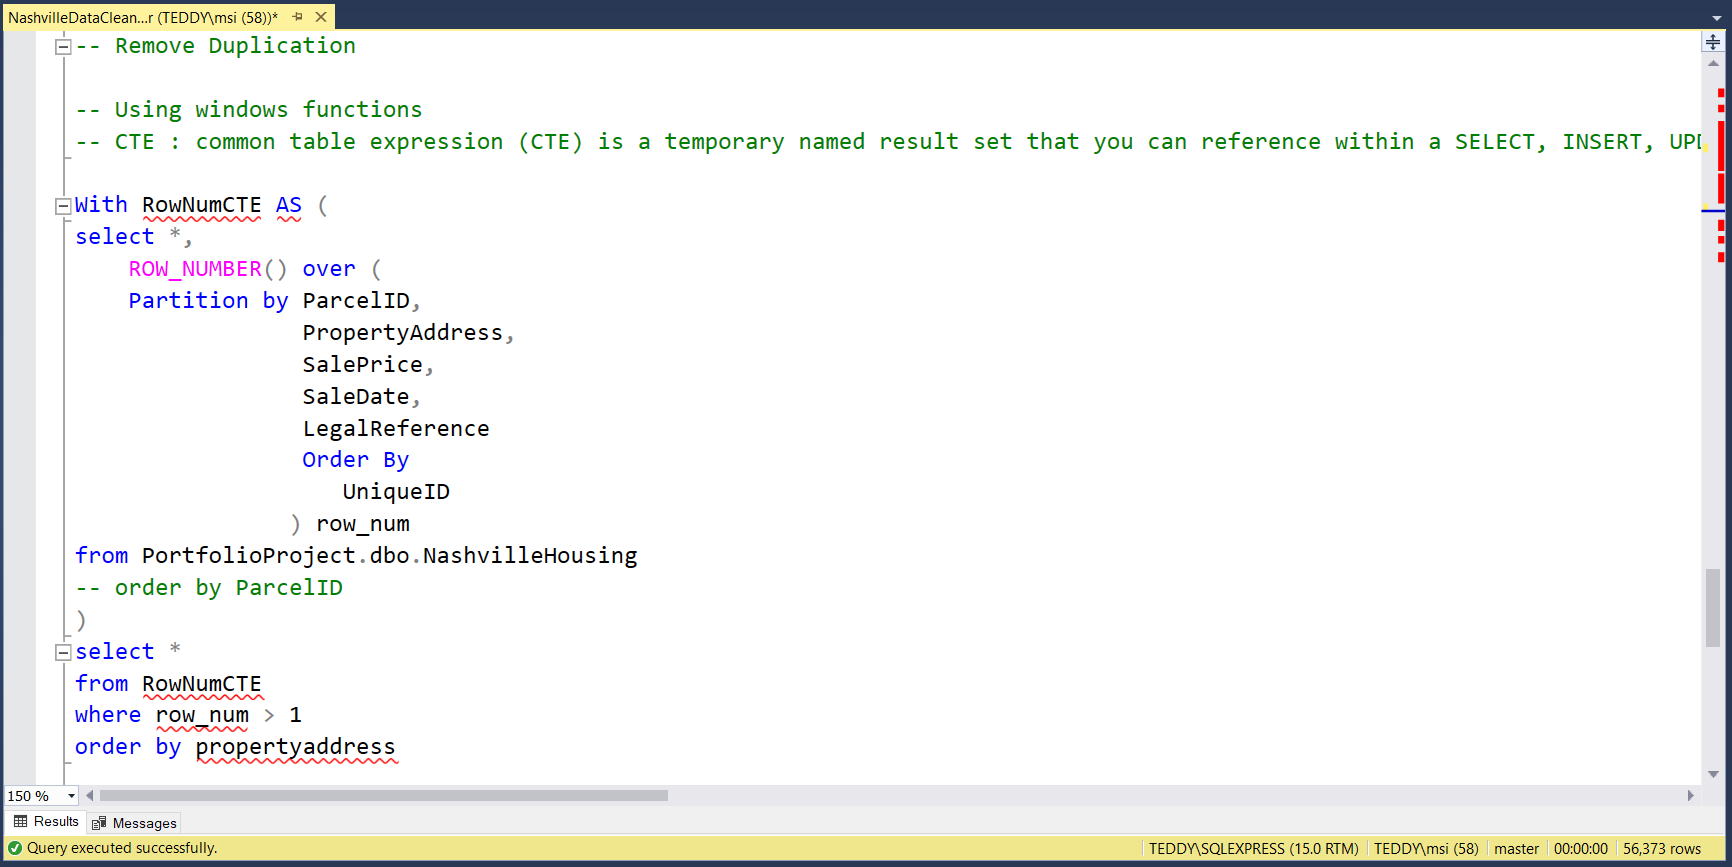 NashvilleDataClean...r (TEDDY\msi (58))*
-- Remove Duplication
-- Using windows functions
-- CTE : common table expression (CTE) is a temporary named result set that you can reference within a SELECT, INSERT, UPD
With RowNumCTE AS (
select *,
ROW_NUMBER() over (
Partition by ParcelID,
PropertyAddress,
SalePrice,
SaleDate,
LegalReference
Order By
UniqueID
) row_num
from PortfolioProject.dbo.NashvilleHousing
-- order by ParcelID
)
select *
from RowNumCTE
where row_num > 1
order by propertyaddress
150 %
Results Messages
Query executed successfully. TEDDY\SQLEXPRESS (15.0 RTM) TEDDY\msi (58) master 00:00:00 56,373 rows